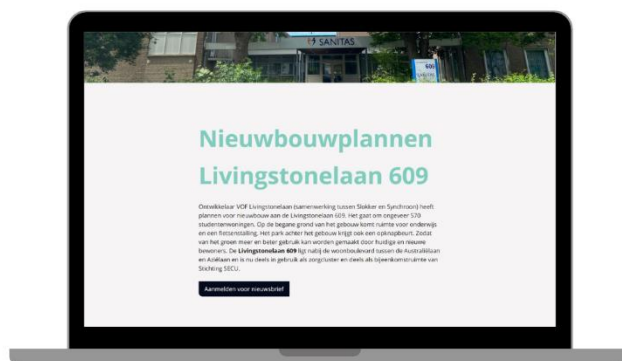 SANITAS
609
Nieuwbouwplannen
Livingstonelaan 609
Ontwikkelaar VOF Livingstonelaan (samenwerking tussen Slokker en Synchroon) heeft
plannen voor nieuwbouw aan de Livingstonelaan 609. Het gaat om ongeveer 570
studentenwoningen. Op de begane grond van het gebouw komt ruimte voor onderwijs
en een fietsenstalling. Het park achter het gebouw krijgt ook een opknapbeurt. Zodat
van het groen meer en beter gebruik kan worden gemaakt door huidige en nieuwe
bewoners. De Livingstonelaan 609 ligt nabij de woonboulevard tussen de Australiëlaan
en Aziëlaan en is nu deels in gebruik als zorgcluster en deels als bijeenkomstruimte van
Stichting SECU.
Aanmelden voor nieuwsbrief